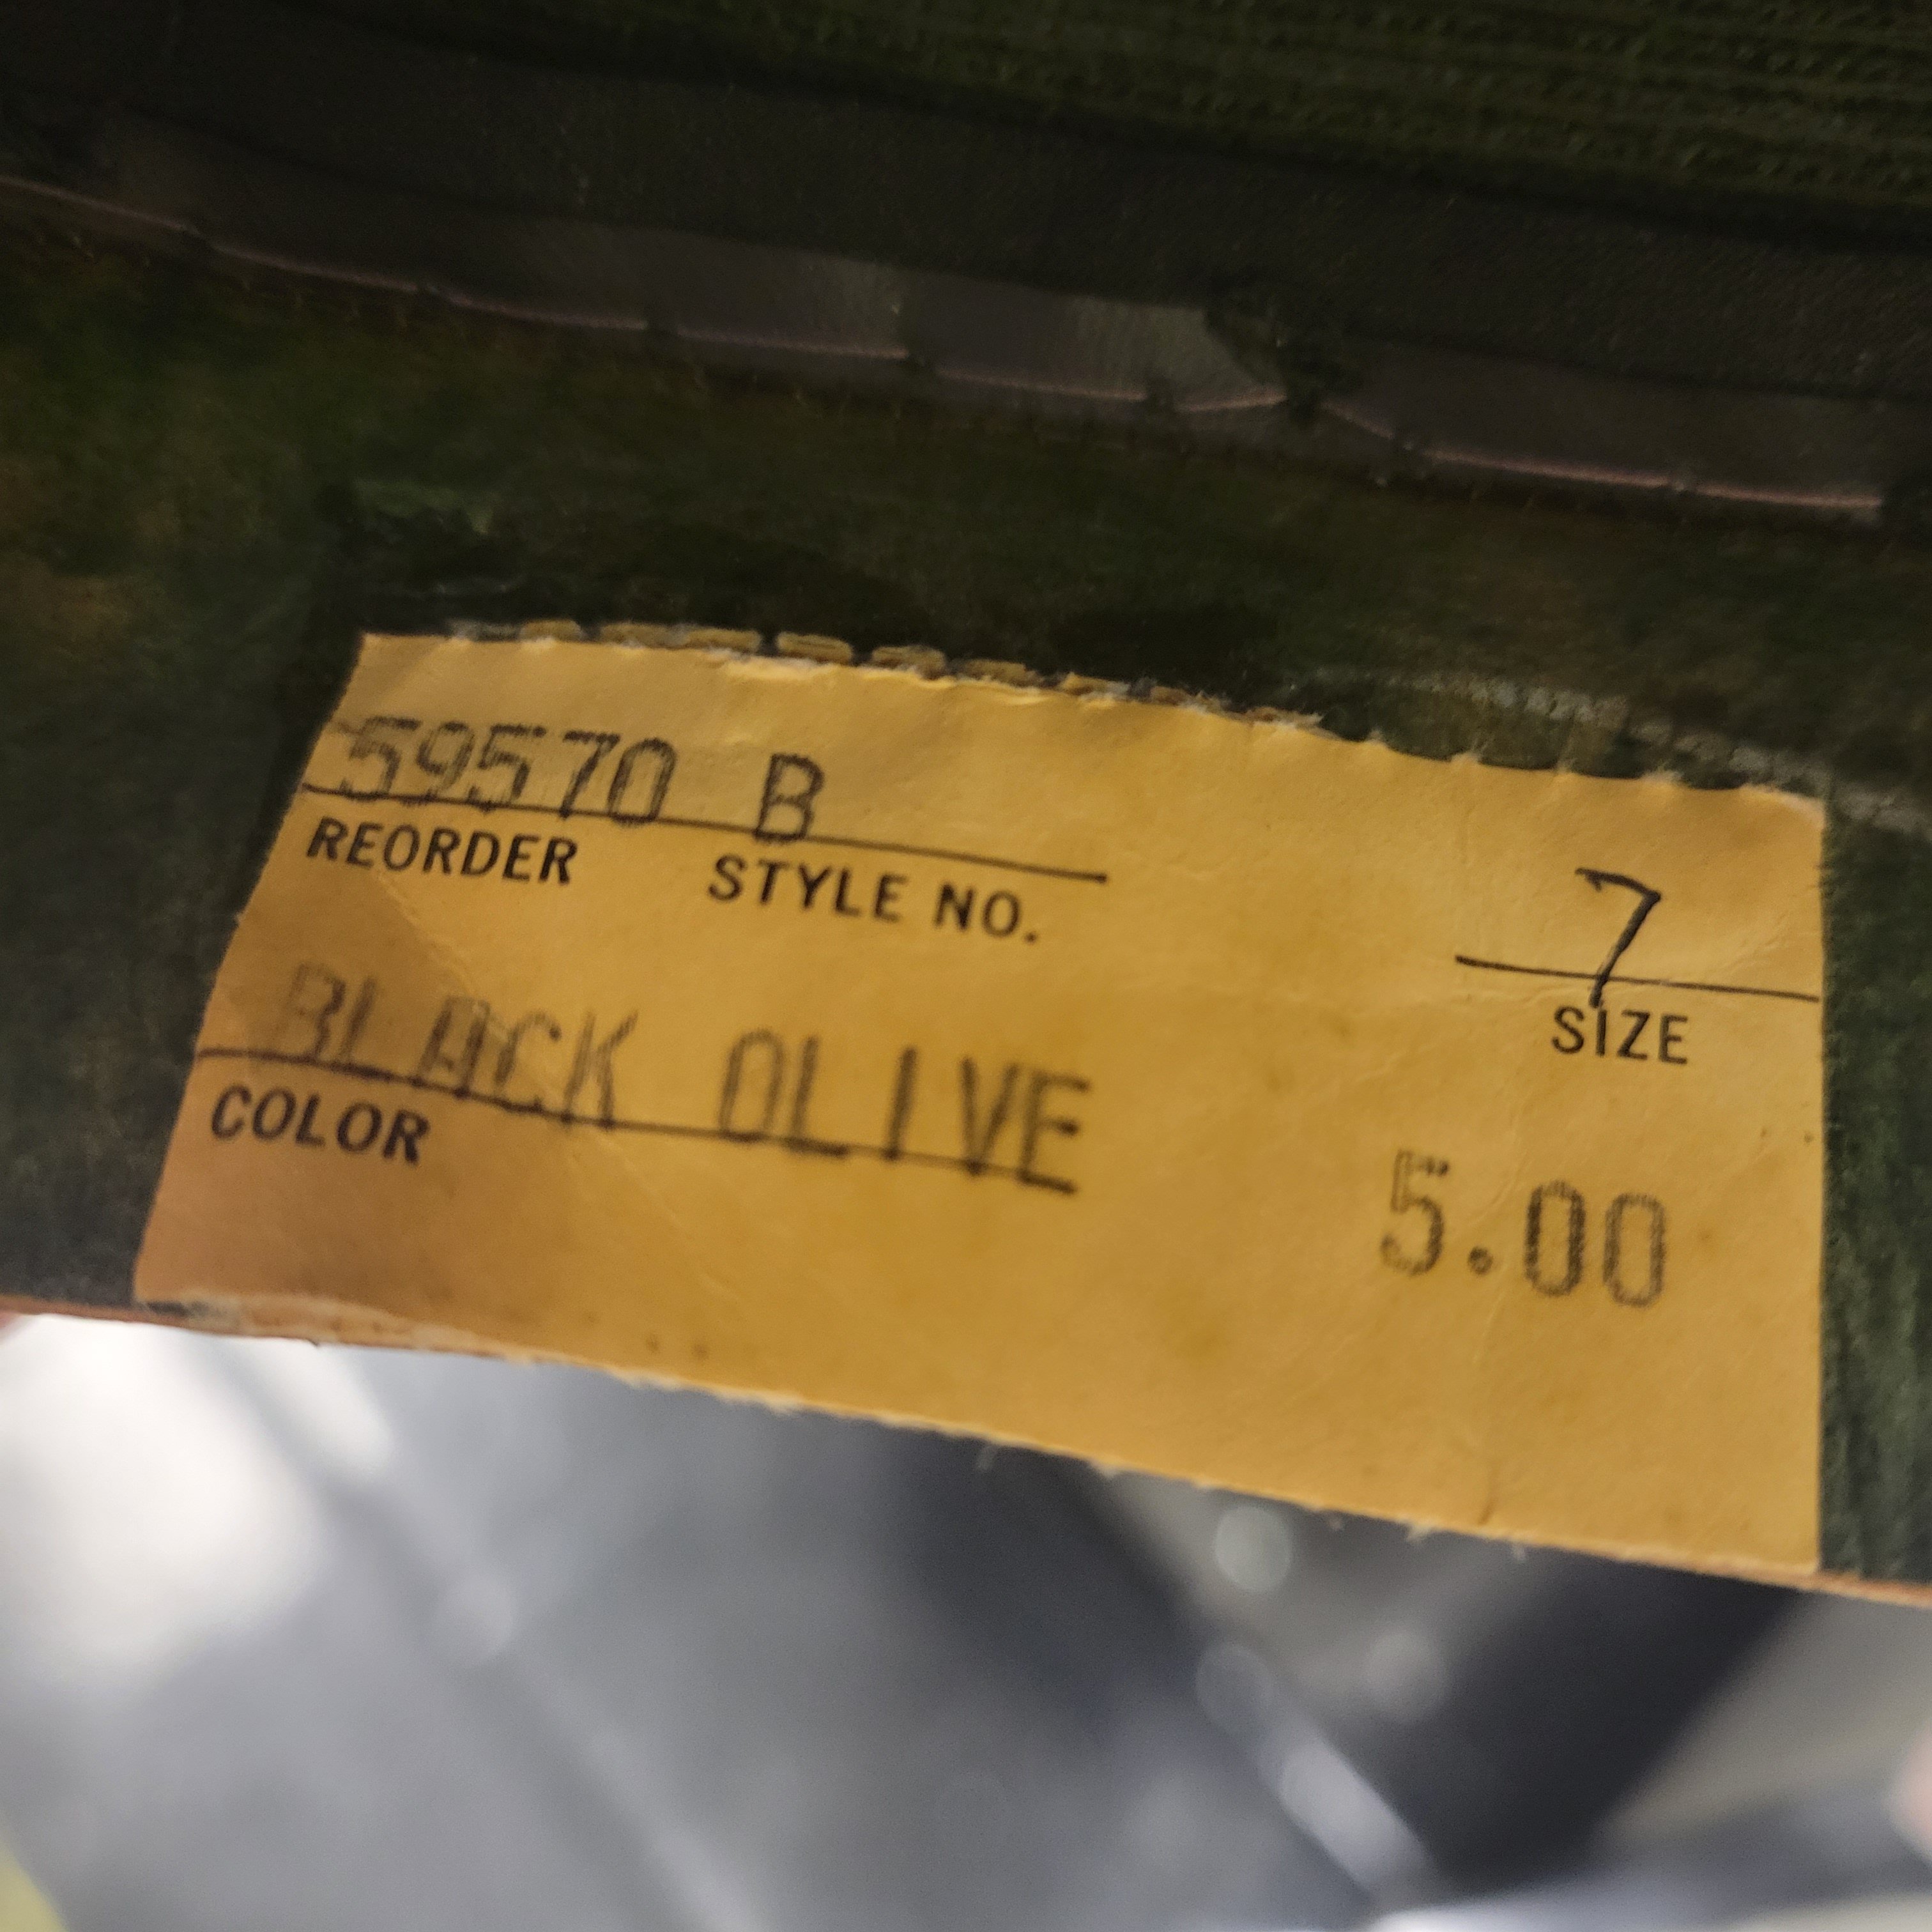 59570 B
REORDER STYLE NO.
7
SIZE
BLACK OLIVE
COLOR
5.00